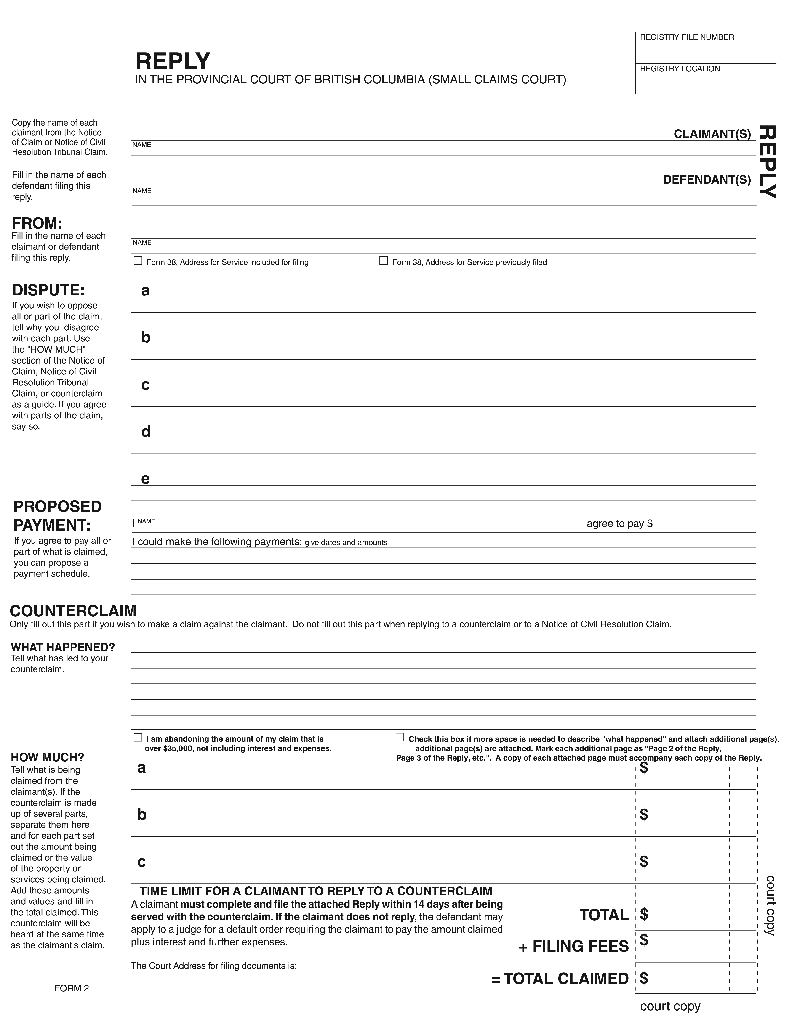 REGISTRY FILE NUMBER
REPLY
IN THE PROVINCIAL COURT OF BRITISH COLUMBIA (SMALL CLAIMS COURT)
REGISTRY LOCATION
REPLY
Copy the name of each
claimant from the Notice
of Claim or Notice of Civil
Resolution Tribunal Claim.
CLAIMANT(S)
NAME
Fill in the name of each
defendant filing this
reply.
DEFENDANT(S)
NAME
FROM:
Fill in the name of each
claimant or defendant
filing this reply.
NAME
Form 38, Address for Service included for filing
Form 38, Address for Service previously filed
DISPUTE:
If you wish to oppose
all or part of the claim,
tell why you disagree
with each part. Use
the "HOW MUCH"
section of the Notice of
Claim, Notice of Civil
Resolution Tribunal
Claim, or counterclaim
as a guide. If you agree
with parts of the claim,
say so.
a
b
c
d
e
PROPOSED
PAYMENT:
If you agree to pay all or
part of what is claimed,
you can propose a
payment schedule.
I NAME
agree to pay $
I could make the following payments: give dates and amounts
COUNTERCLAIM
Only fill out this part if you wish to make a claim against the claimant. Do not fill out this part when replying to a counterclaim or to a Notice of Civil Resolution Claim.
WHAT HAPPENED?
Tell what has led to your
counterclaim.
I am abandoning the amount of my claim that is
over $35,000, not including interest and expenses.
Check this box if more space is needed to describe "what happened" and attach additional page(s).
additional page(s) are attached. Mark each additional page as "Page 2 of the Reply,
Page 3 of the Reply, etc.". A copy of each attached page must accompany each copy of the Reply.
HOW MUCH?
Tell what is being
claimed from the
claimant(s). If the
counterclaim is made
up of several parts,
separate them here
and for each part set
out the amount being
claimed or the value
of the property or
services being claimed.
Add these amounts
and values and fill in
the total claimed. This
counterclaim will be
heard at the same time
as the claimant's claim.
a $
b $
c $
TIME LIMIT FOR A CLAIMANT TO REPLY TO A COUNTERCLAIM
A claimant must complete and file the attached Reply within 14 days after being
served with the counterclaim. If the claimant does not reply, the defendant may
apply to a judge for a default order requiring the claimant to pay the amount claimed
plus interest and further expenses.
The Court Address for filing documents is:
TOTAL $
+ FILING FEES $
= TOTAL CLAIMED $
court copy
FORM 2
court copy